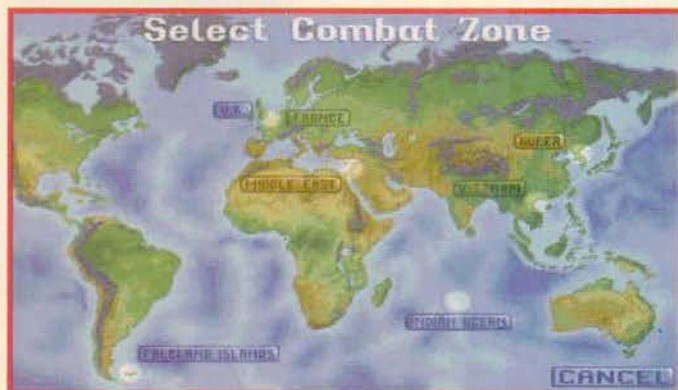 Select Combat Zone
U.K.
FRANCE
KOREA
MIDDLE EAST
VIETNAM
INDIAN OCEAN
FALKLAND ISLANDS
CANCEL